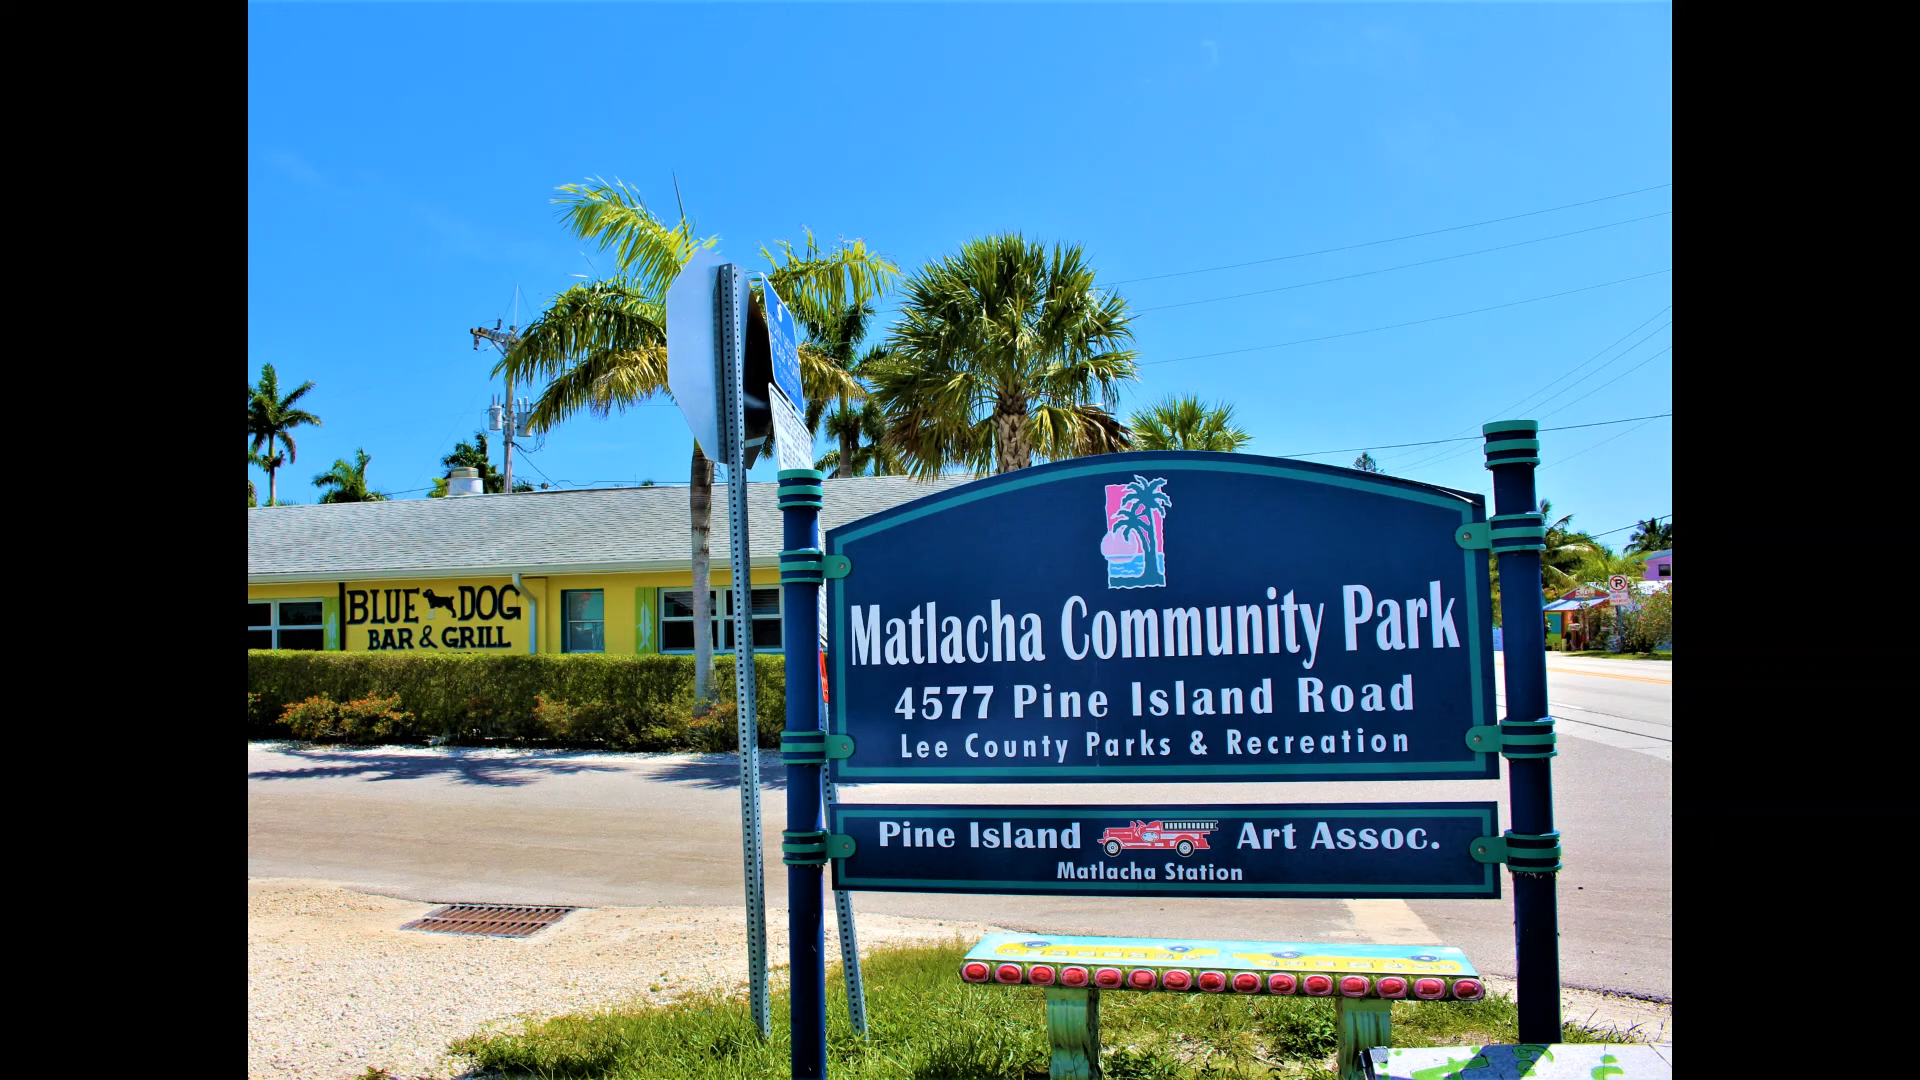 BLUE DOG
BAR & GRILL
Matlacha Community Park
4577 Pine Island Road
Lee County Parks & Recreation
Pine Island Art Assoc.
Matlacha Station